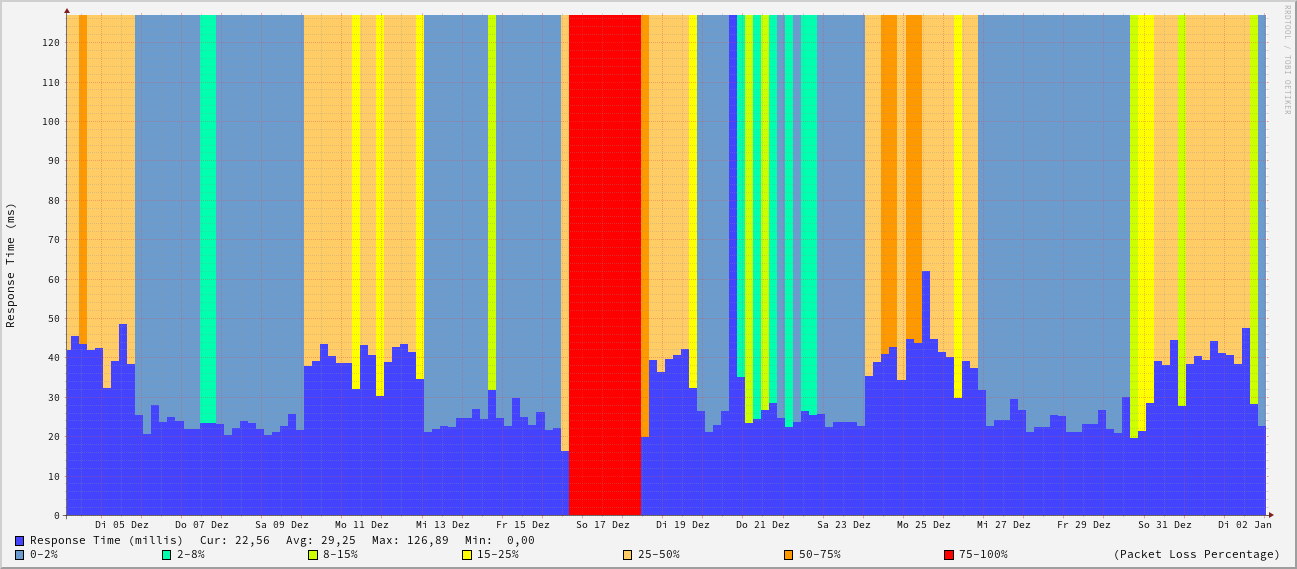 RRDTOOL / TOBI OETIKER
Response Time (ms)
120
110
100
90
80
70
60
50
40
30
20
10
0
Di 05 Dez Do 07 Dez Sa 09 Dez Mo 11 Dez Mi 13 Dez Fr 15 Dez So 17 Dez Di 19 Dez Do 21 Dez Sa 23 Dez Mo 25 Dez Mi 27 Dez Fr 29 Dez So 31 Dez Di 02 Jan
Response Time (millis) Cur: 22,56 Avg: 29,25 Max: 126,89 Min: 0,00
0-2% 2-8% 8-15% 15-25% 25-50% 50-75% 75-100% (Packet Loss Percentage)